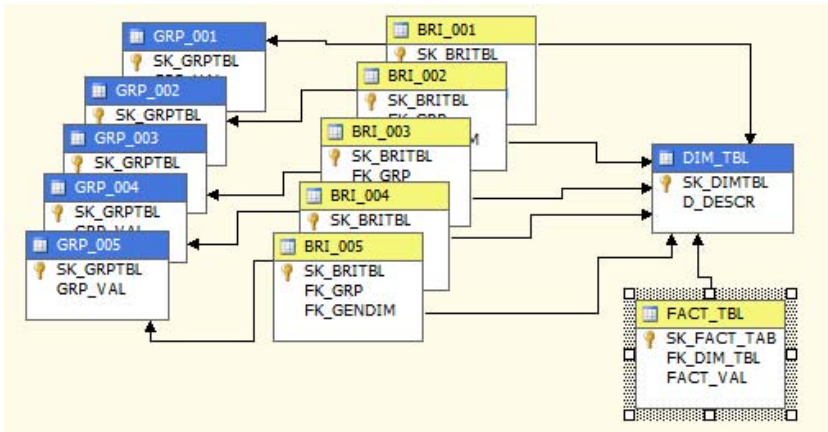 GRP_001
SK_GRPTBL
GRP_002
SK_GRPTBL
GRP_003
SK_GRPTBL
GRP_004
SK_GRPTBL
GRP_005
SK_GRPTBL
GRP_VAL
BRI_001
SK_BRITBL
BRI_002
SK_BRITBL
BRI_003
SK_BRITBL
FK_GRP
BRI_004
SK_BRITBL
BRI_005
SK_BRITBL
FK_GRP
FK_GENDIM
DIM_TBL
SK_DIMTBL
D_DESCR
FACT_TBL
SK_FACT_TAB
FK_DIM_TBL
FACT_VAL